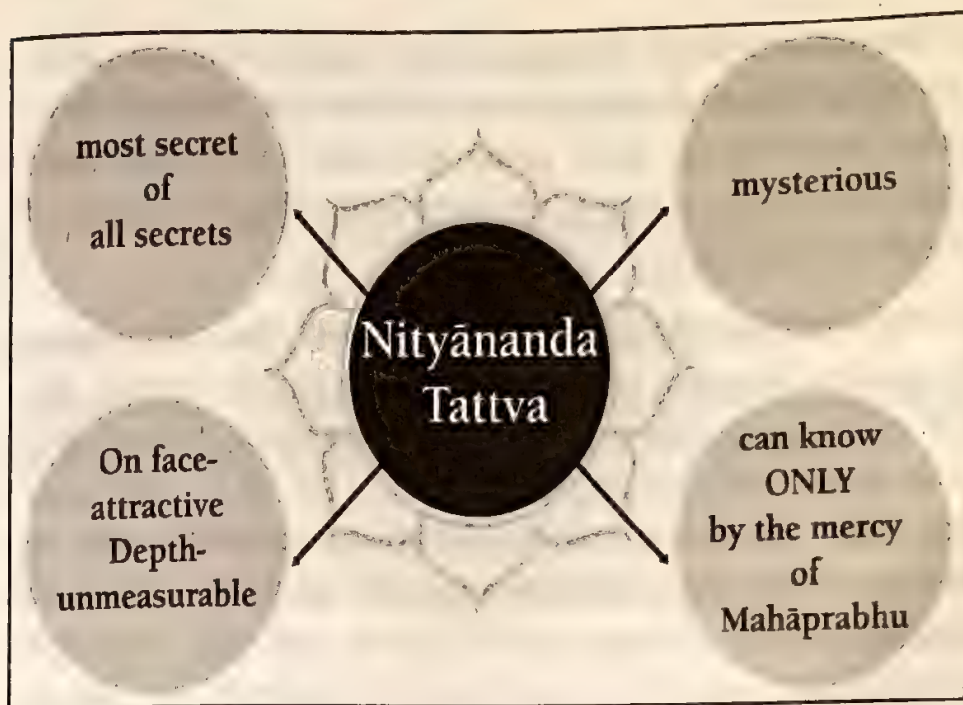 most secret
of
all secrets
mysterious
Nityānanda
Tattva
On face-
attractive
Depth-
unmeasurable
can know
ONLY
by the mercy
of
Mahāprabhu